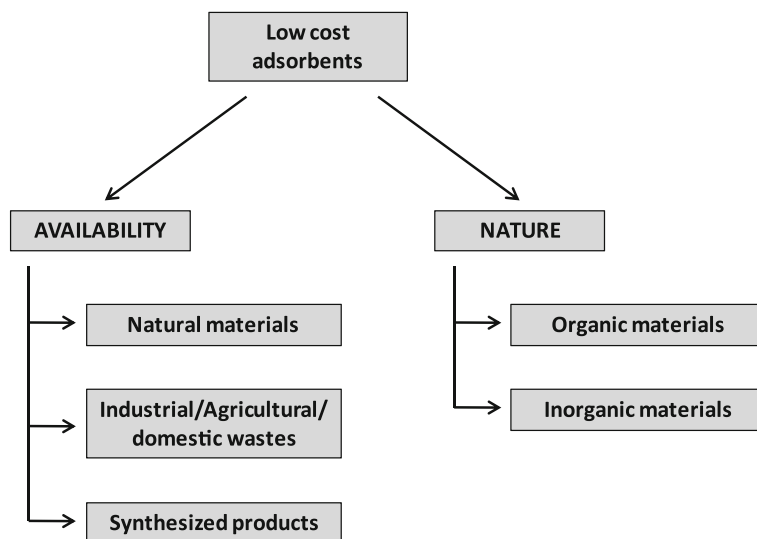 Low cost
adsorbents
AVAILABILITY
NATURE
Natural materials
Organic materials
Industrial/Agricultural/
domestic wastes
Inorganic materials
Synthesized products